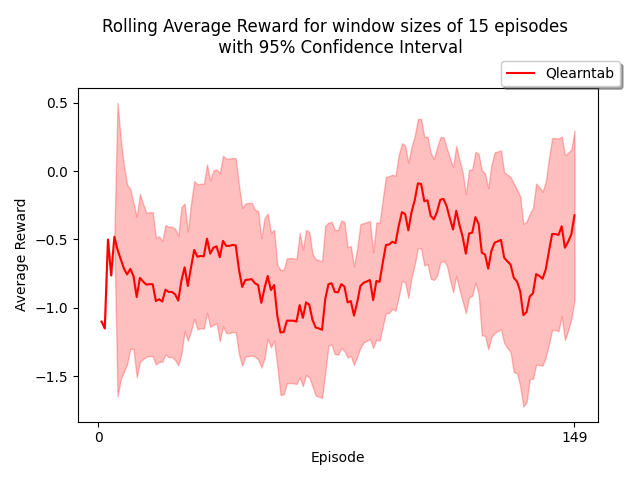 Rolling Average Reward for window sizes of 15 episodes
with 95% Confidence Interval
Qlearntab
0.5
0.0
−0.5
−1.0
−1.5
Average Reward
0
149
Episode